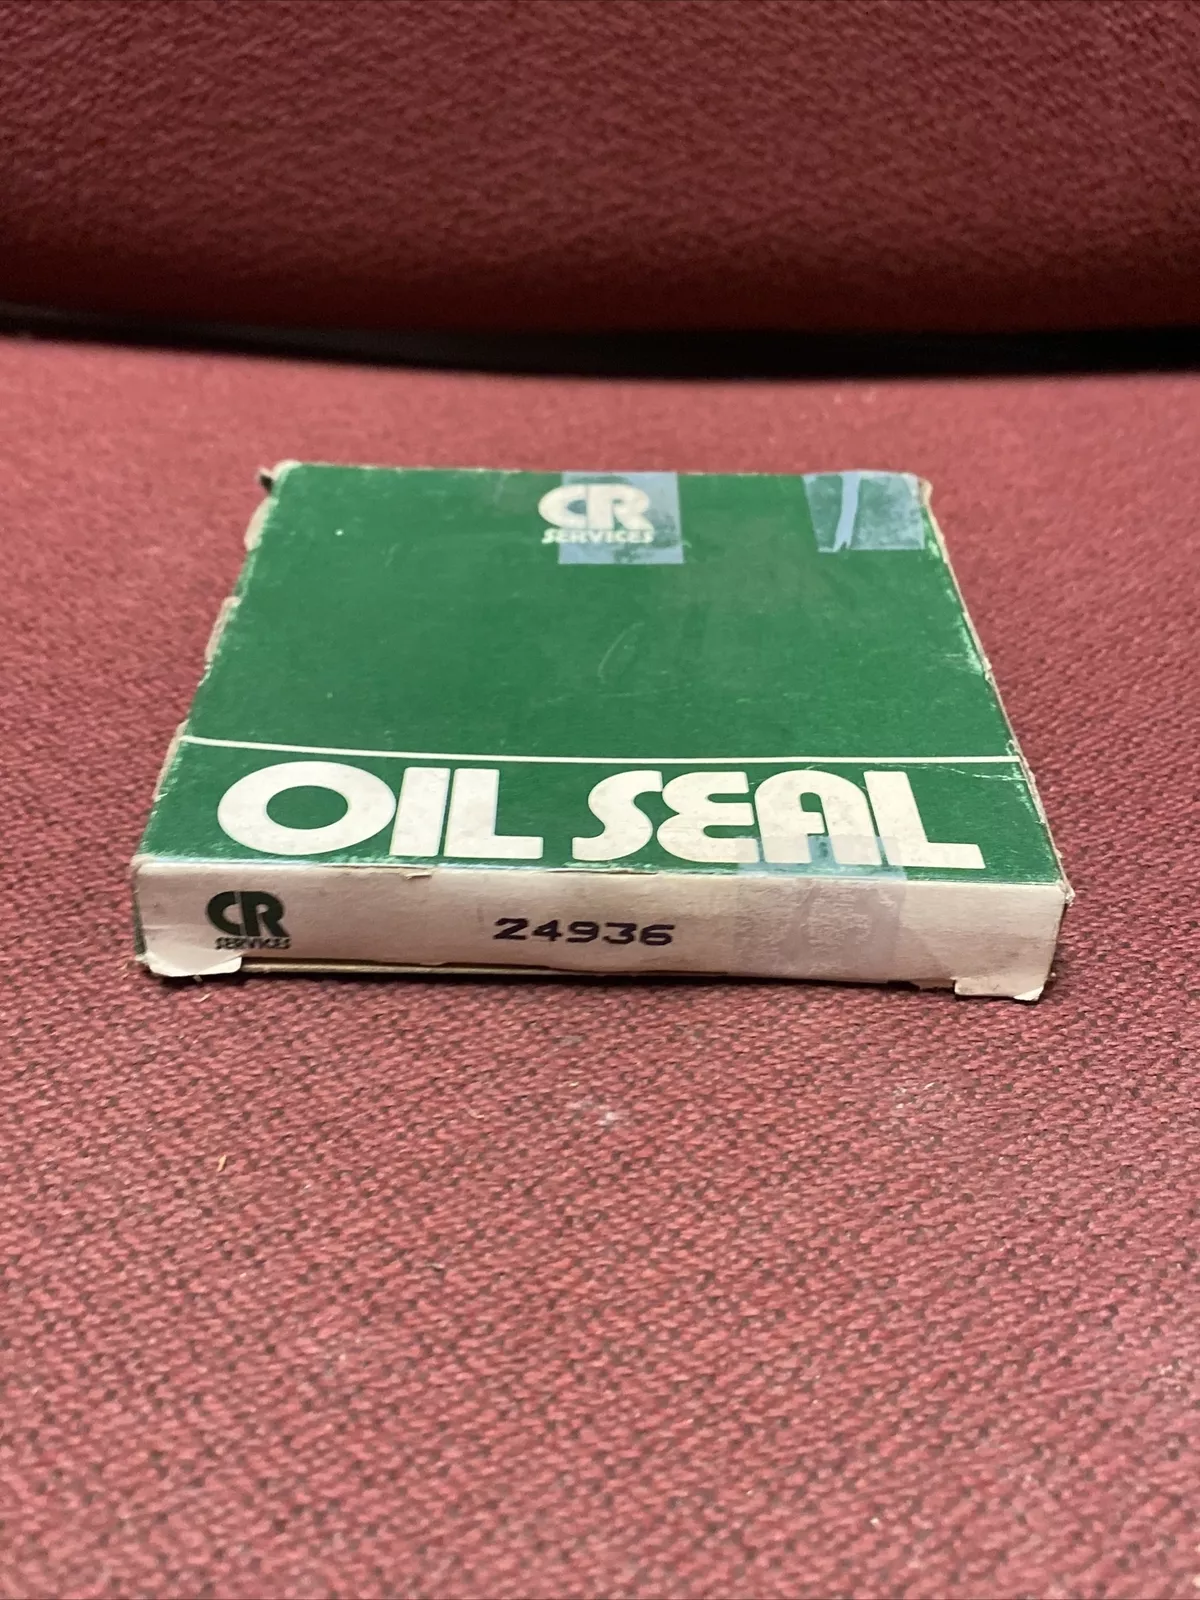 CR
SERVICES
OIL SEAL
CR
SERVICES
24936